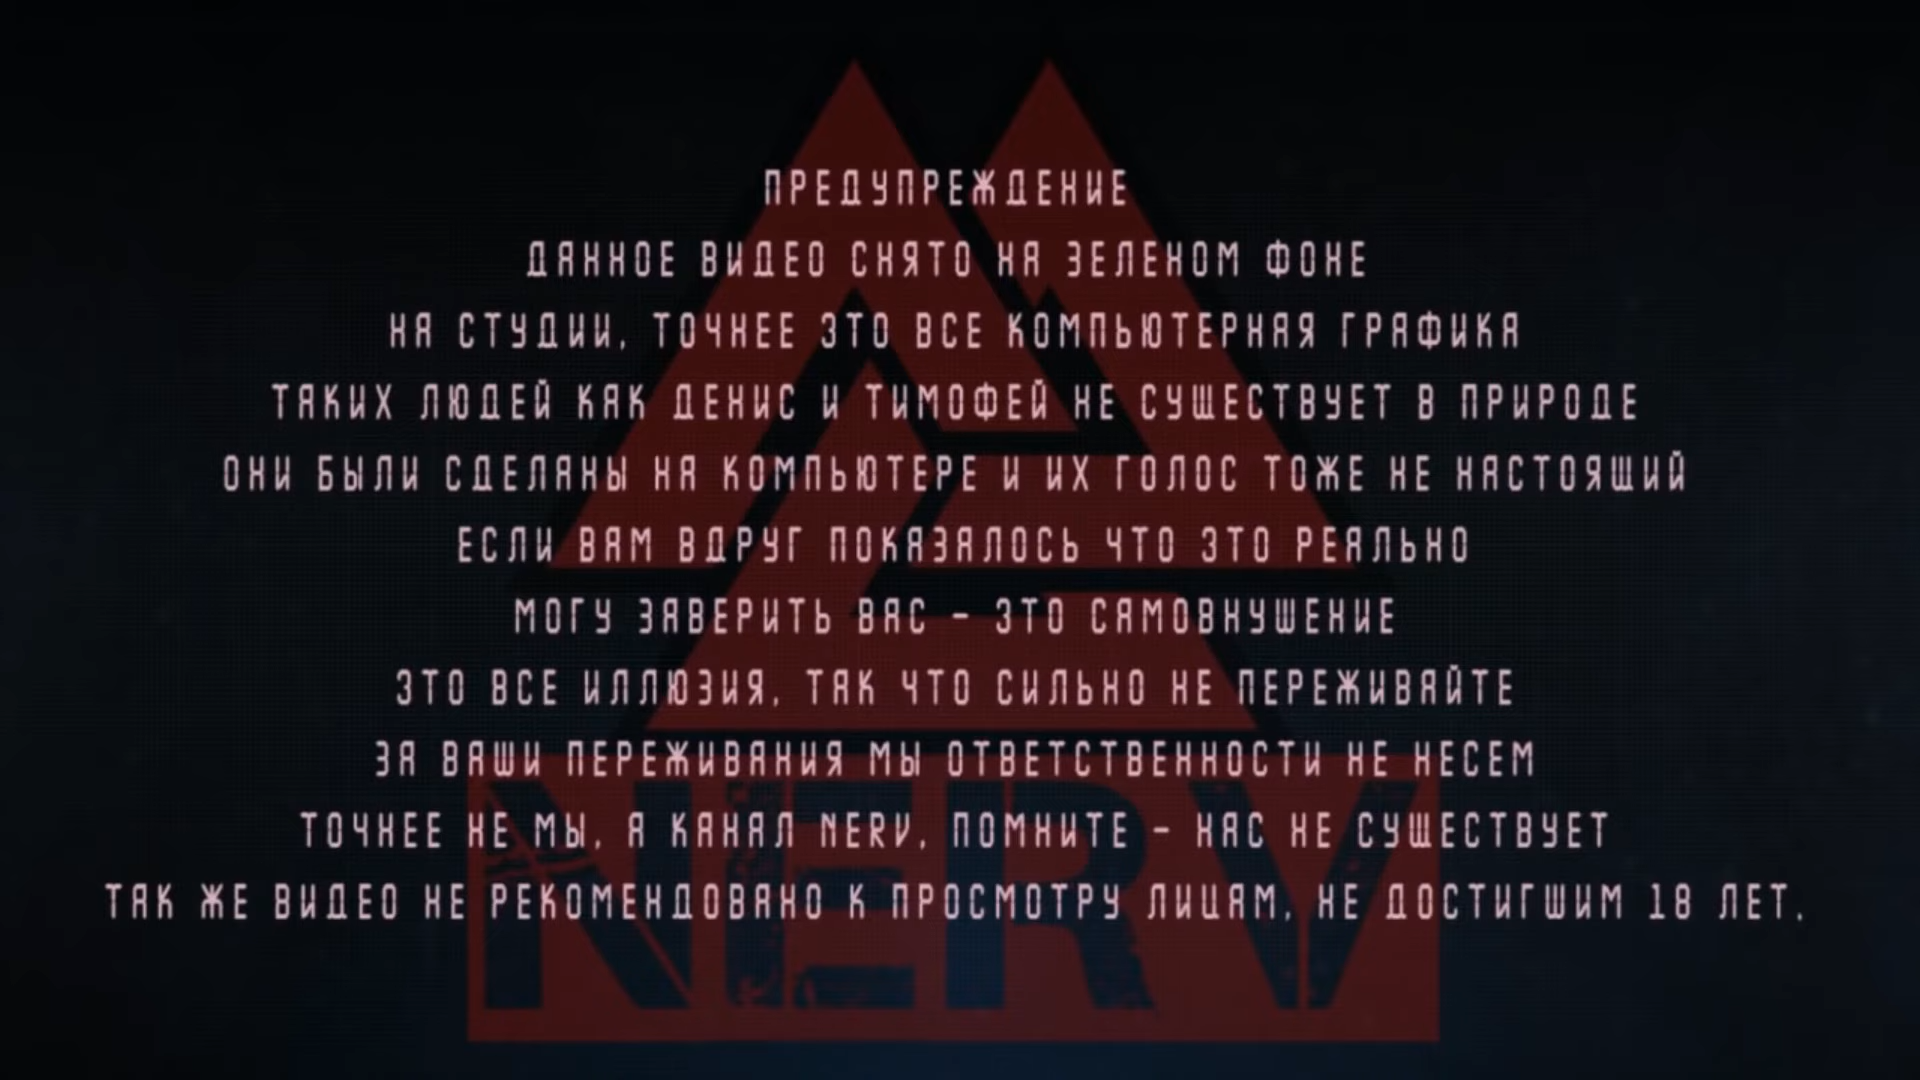 ПРЕДУПРЕЖДЕНИЕ
ДАННОЕ ВИДЕО СНЯТО НА ЗЕЛЕНОМ ФОНЕ
НА СТУДИИ, ТОЧНЕЕ ЭТО ВСЕ КОМПЬЮТЕРНАЯ ГРАФИКА
ТАКИХ ЛЮДЕЙ КАК ДЕНИС И ТИМОФЕЙ НЕ СУЩЕСТВУЕТ В ПРИРОДЕ
ОНИ БЫЛИ СДЕЛАНЫ НА КОМПЬЮТЕРЕ И ИХ ГОЛОС ТОЖЕ НЕ НАСТОЯЩИЙ
ЕСЛИ ВАМ ВДРУГ ПОКАЗАЛОСЬ ЧТО ЭТО РЕАЛЬНО
МОГУ ЗАВЕРИТЬ ВАС - ЭТО САМОВНУШЕНИЕ
ЭТО ВСЕ ИЛЛЮЗИЯ, ТАК ЧТО СИЛЬНО НЕ ПЕРЕЖИВАЙТЕ
ЗА ВАШИ ПЕРЕЖИВАНИЯ МЫ ОТВЕТСТВЕННОСТИ НЕ НЕСЕМ
ТОЧНЕЕ НЕ МЫ, А КАНАЛ NERV, ПОМНИТЕ - НАС НЕ СУЩЕСТВУЕТ
ТАК ЖЕ ВИДЕО НЕ РЕКОМЕНДОВАНО К ПРОСМОТРУ ЛИЦАМ, НЕ ДОСТИГШИМ 18 ЛЕТ.
NERV